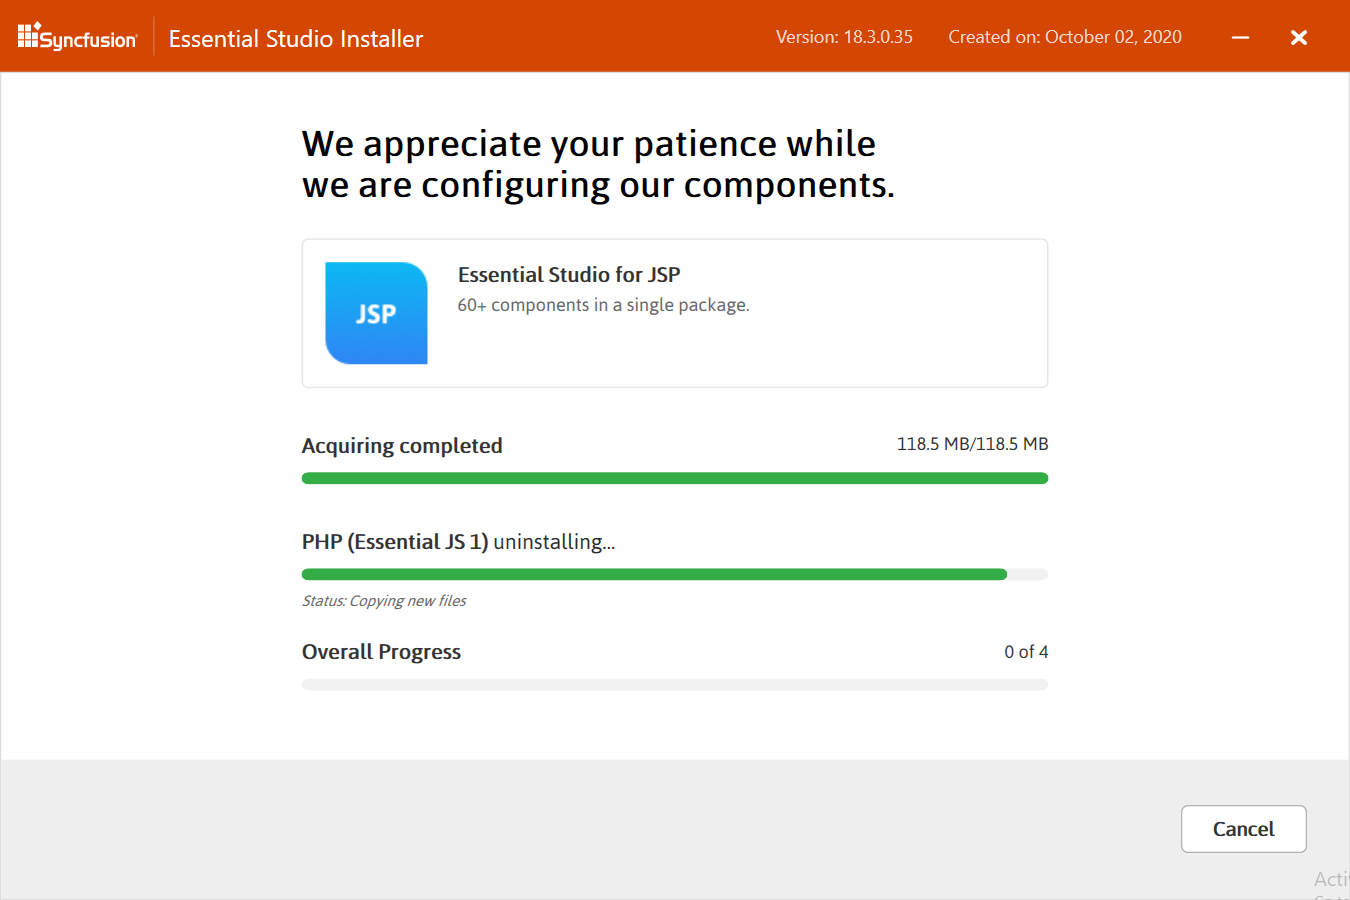 Syncfusion
Essential Studio Installer
Version: 18.3.0.35
Created on: October 02, 2020
We appreciate your patience while
we are configuring our components.
JSP
Essential Studio for JSP
60+ components in a single package.
Acquiring completed
118.5 MB/118.5 MB
PHP (Essential JS 1) uninstalling...
Status: Copying new files
Overall Progress
0 of 4
Cancel
Acti